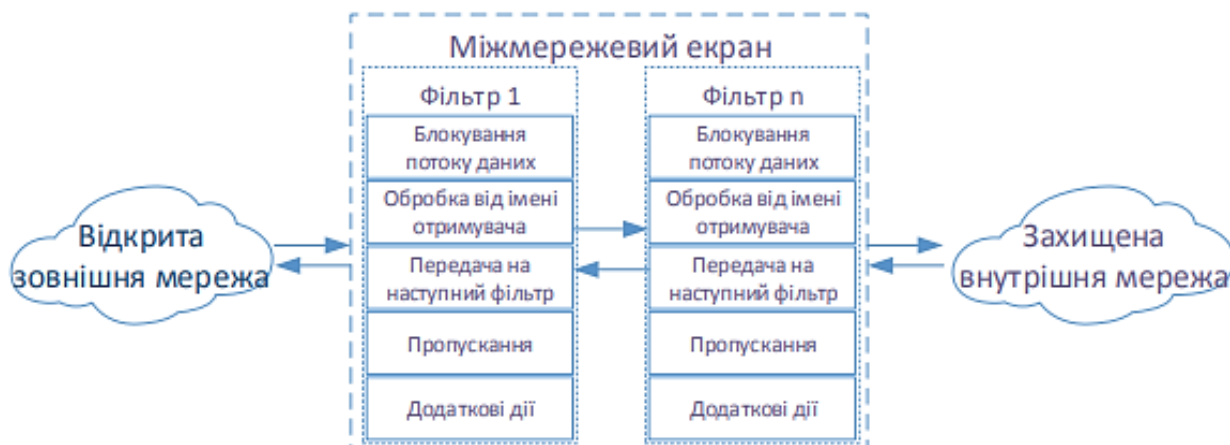 Міжмережевий екран
Фільтр 1
Блокування
потоку даних
Обробка від імені
отримувача
Передача на
наступний фільтр
Пропускання
Додаткові дії
Фільтр n
Блокування
потоку даних
Обробка від імені
отримувача
Передача на
наступний фільтр
Пропускання
Додаткові дії
Відкрита
зовнішня мережа
Захищена
внутрішня мережа